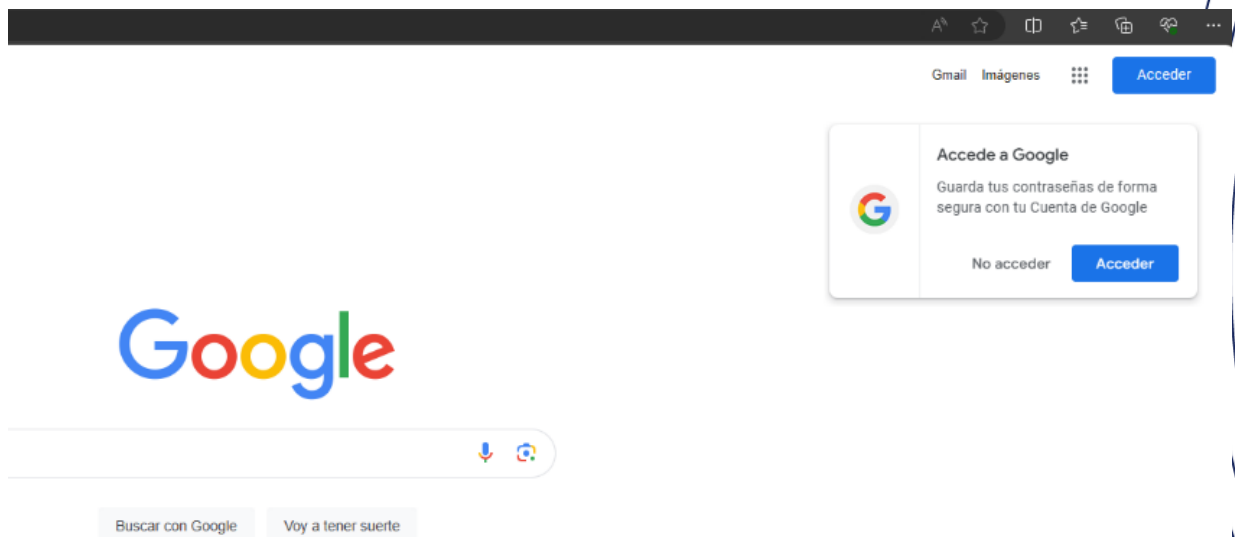 Gmail Imágenes Acceder
Accede a Google
Guarda tus contraseñas de forma
segura con tu Cuenta de Google
No acceder Acceder
Google
Buscar con Google Voy a tener suerte